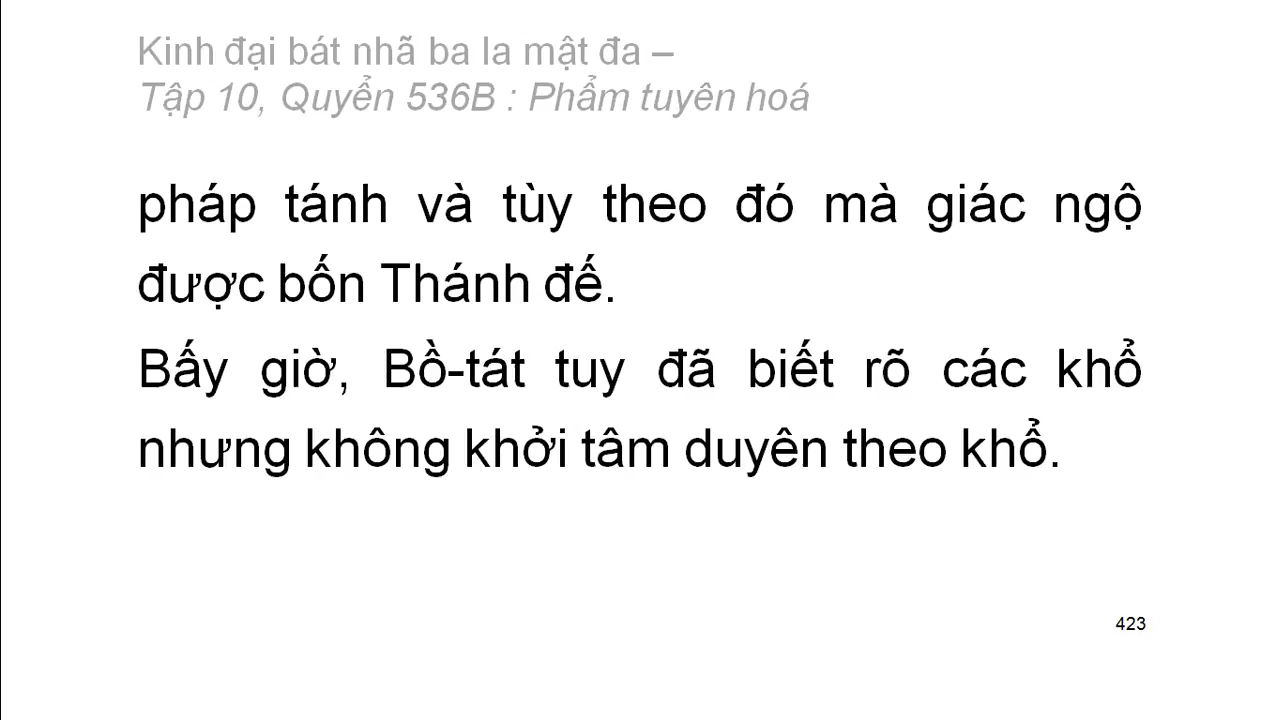 Kinh đại bát nhã ba la mật đa –
Tập 10, Quyển 536B : Phẩm tuyên hoá
pháp tánh và tùy theo đó mà giác ngộ
được bốn Thánh đế.
Bấy giờ, Bồ-tát tuy đã biết rõ các khổ
nhưng không khởi tâm duyên theo khổ.
423